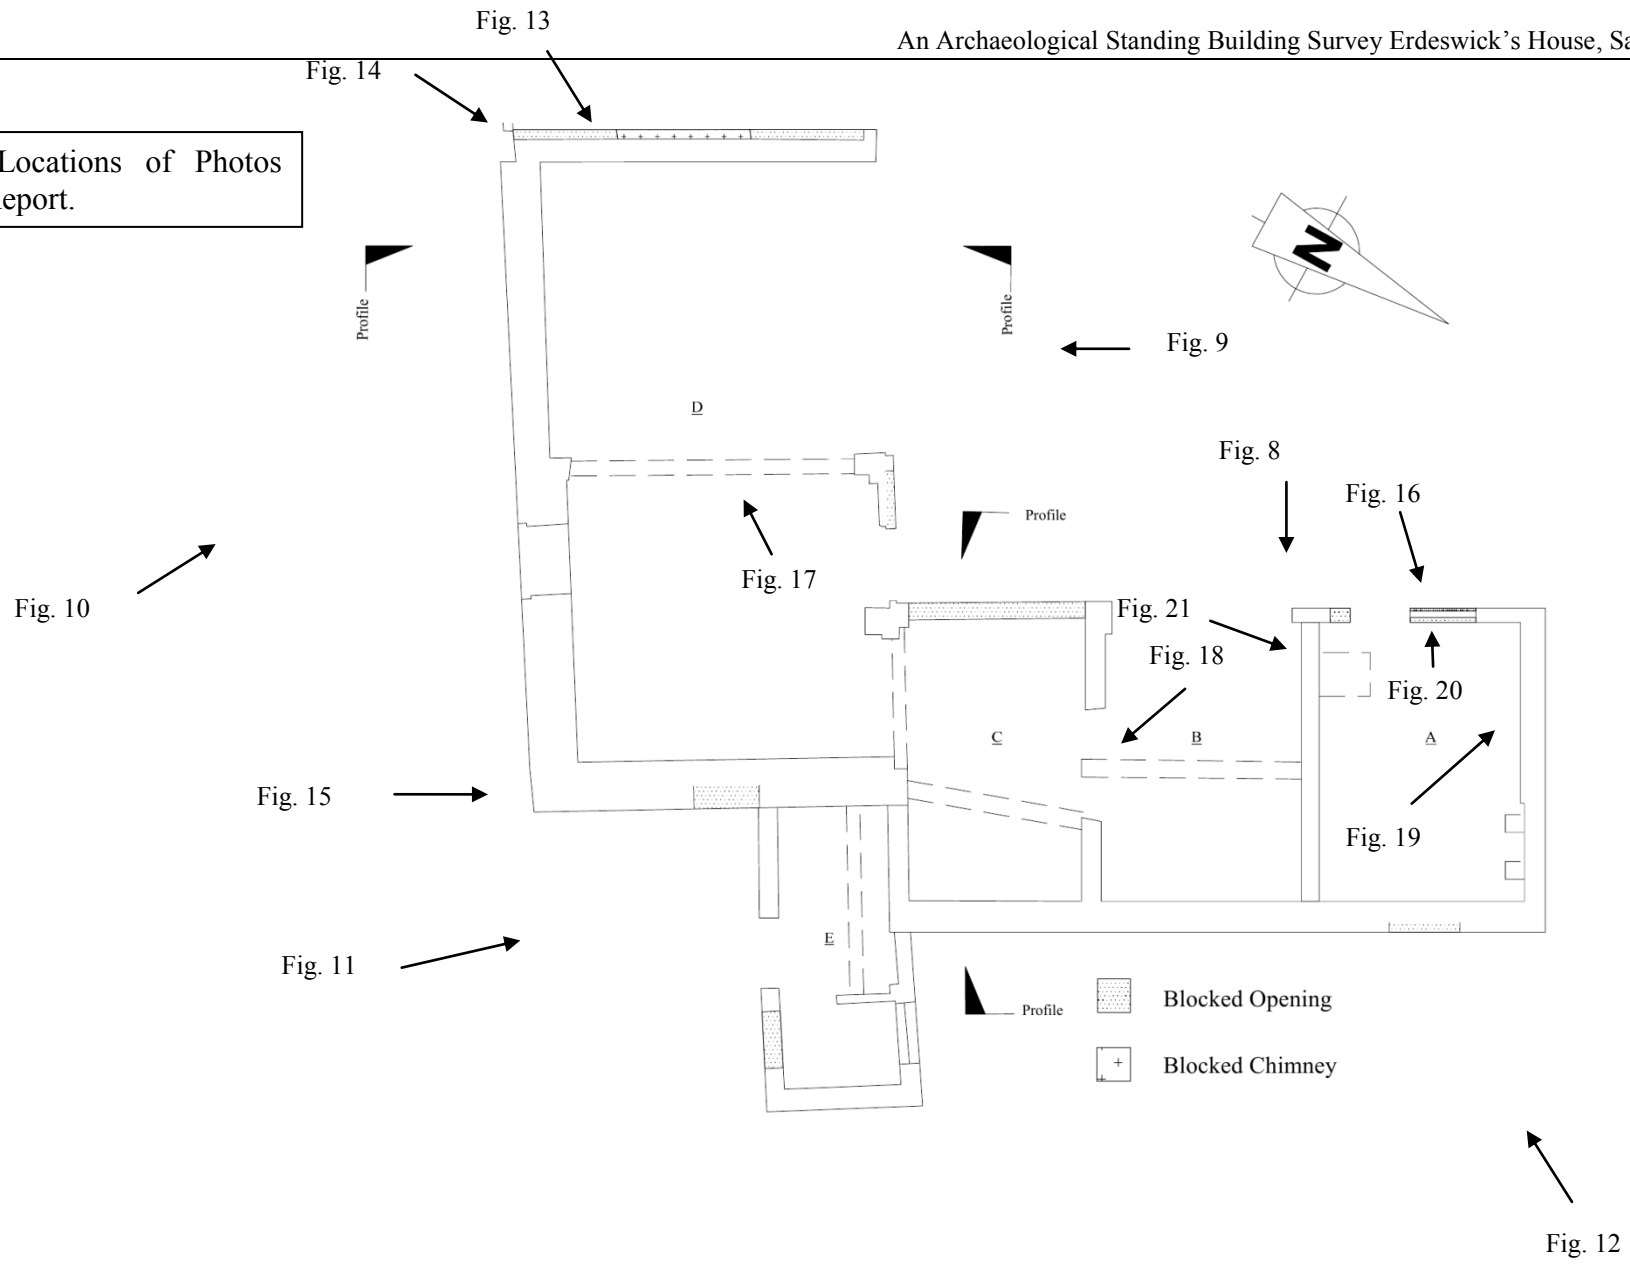 Fig. 13
An Archaeological Standing Building Survey Erdeswick's House, Sa
Fig. 14
Locations of Photos
eport.
N
Profile
Profile
Fig. 9
D
Fig. 8
Fig. 16
Profile
Fig. 17
Fig. 10
Fig. 21
Fig. 18
Fig. 20
C
B
A
Fig. 15
Fig. 19
E
Fig. 11
Blocked Opening
Profile
Blocked Chimney
Fig. 12